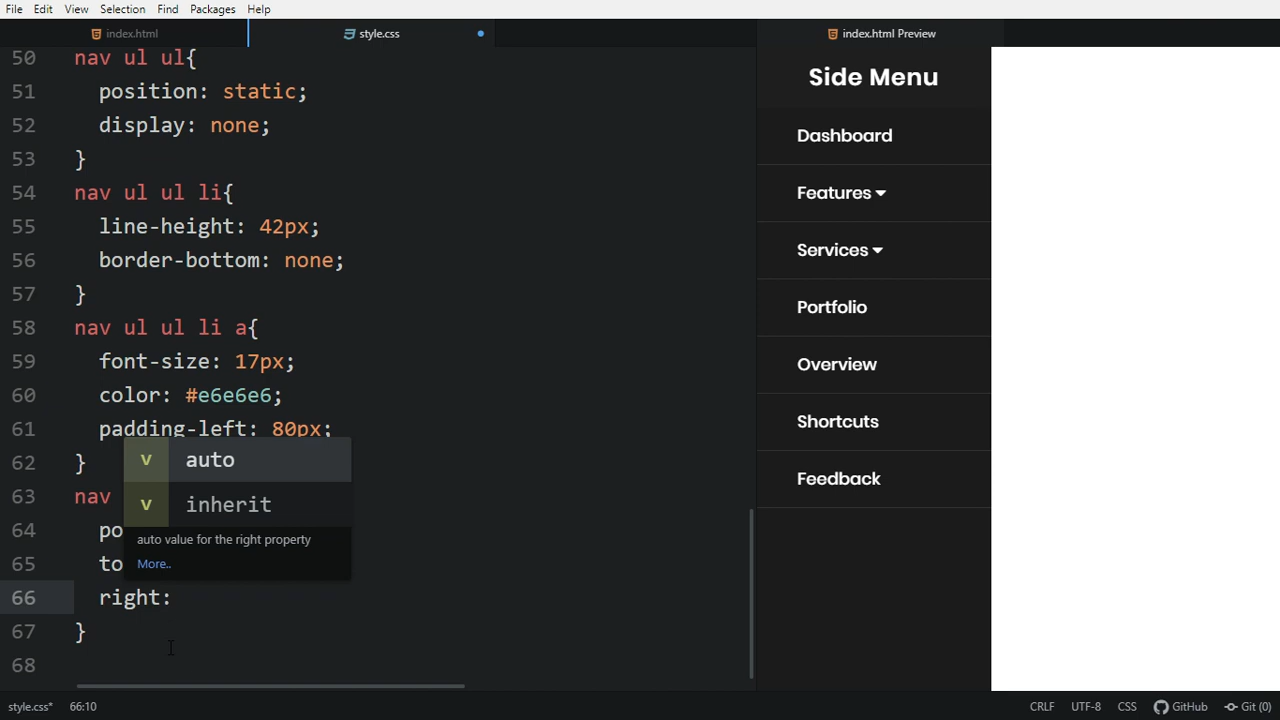 File Edit View Selection Find Packages Help
index.html style.css index.html Preview
50 nav ul ul{
51 position: static;
52 display: none;
53 }
54 nav ul ul li{
55 line-height: 42px;
56 border-bottom: none;
57 }
58 nav ul ul li a{
59 font-size: 17px;
60 color: #e6e6e6;
61 padding-left: 80px;
62 }
63 nav
64 po
65 to
66 right:
67 }
68
v auto
v inherit
auto value for the right property
More..
Side Menu
Dashboard
Features
Services
Portfolio
Overview
Shortcuts
Feedback
style.css* 66:10 CRLF UTF-8 CSS GitHub Git (0)